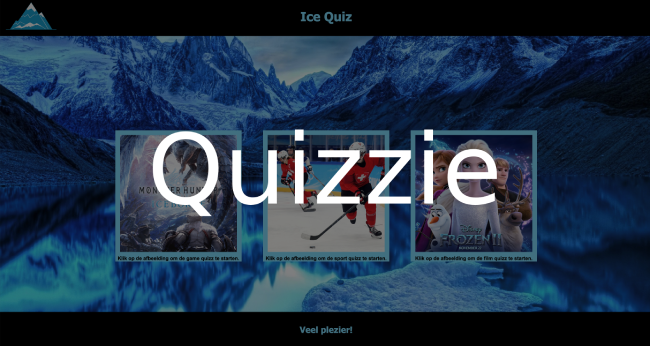 Ice Quiz
Quizzie
MONSTER HUNTER
Klik op de afbeelding om de game quizz te starten.
Klik op de afbeelding om de sport quizz te starten.
DISNEY
FROZEN II
Klik op de afbeelding om de film quizz te starten.
Veel plezier!